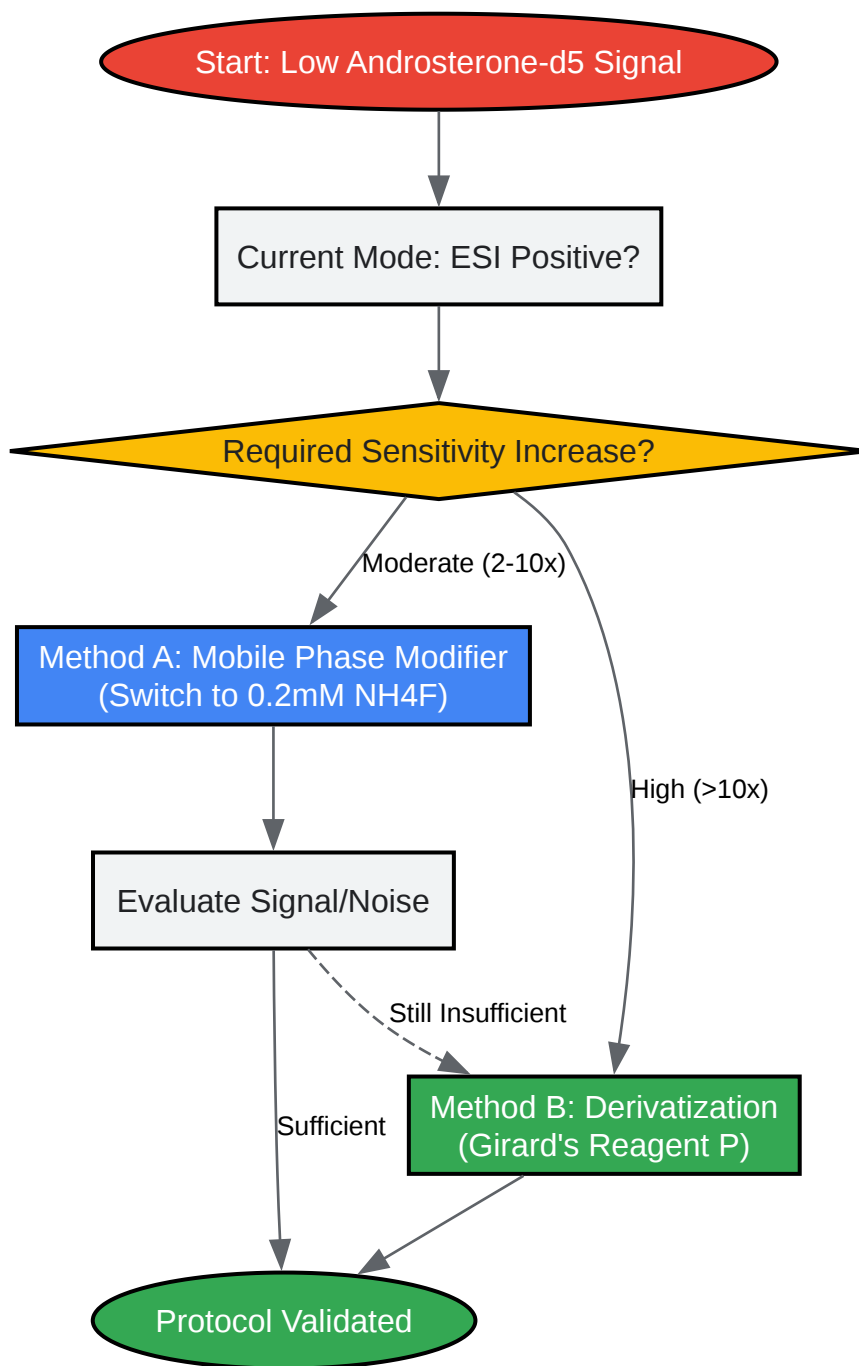 Start: Low Androsterone-d5 Signal
Current Mode: ESI Positive?
Required Sensitivity Increase?
Moderate (2-10x)
Method A: Mobile Phase Modifier
(Switch to 0.2mM NH4F)
High (>10x)
Evaluate Signal/Noise
Still Insufficient
Method B: Derivatization
(Girard's Reagent P)
Sufficient
Protocol Validated